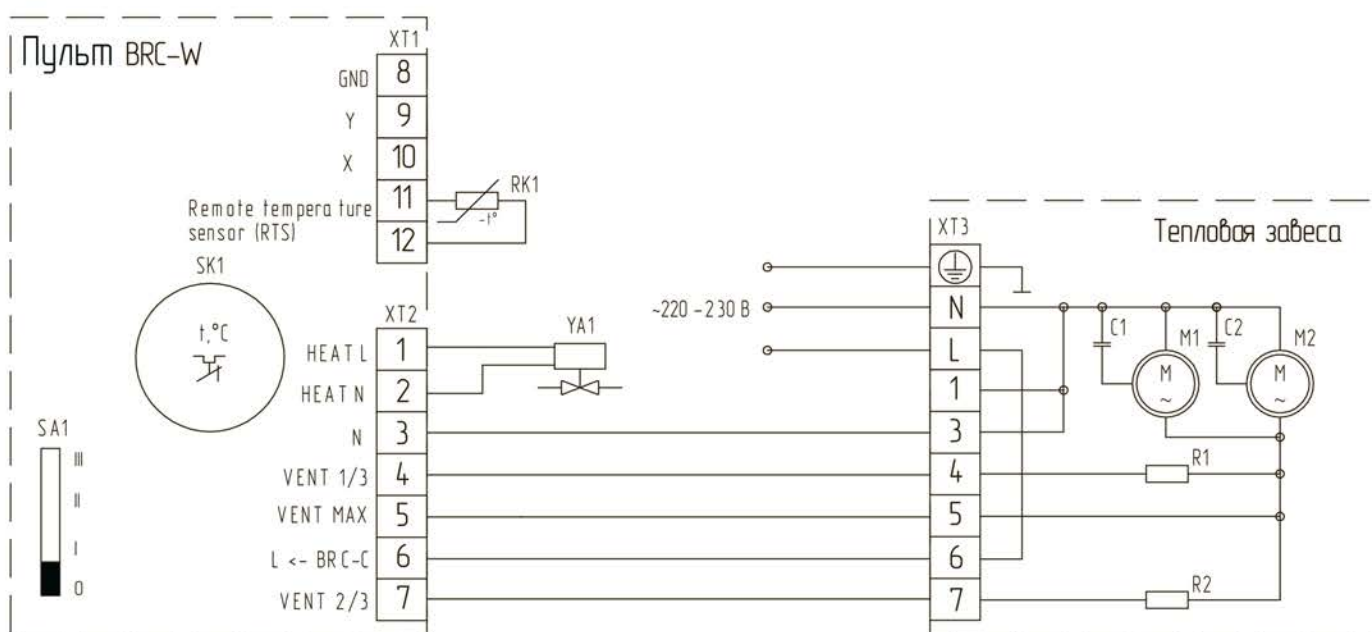 Пульт BRC-W
XT1
GND 8
Y 9
X 10
Remote temperature
sensor (RTS)
11
12
RK1
-t°
SK1
t,°C
XT2
HEAT L 1
HEAT N 2
N 3
VENT 1/3 4
VENT MAX 5
L <- BRC-C 6
VENT 2/3 7
YA1
SA1
III
II
I
0
~220-230 В
XT3
Тепловая завеса
N
L
1
3
4
5
6
7
C1
M1
M
~
C2
M2
M
~
R1
R2